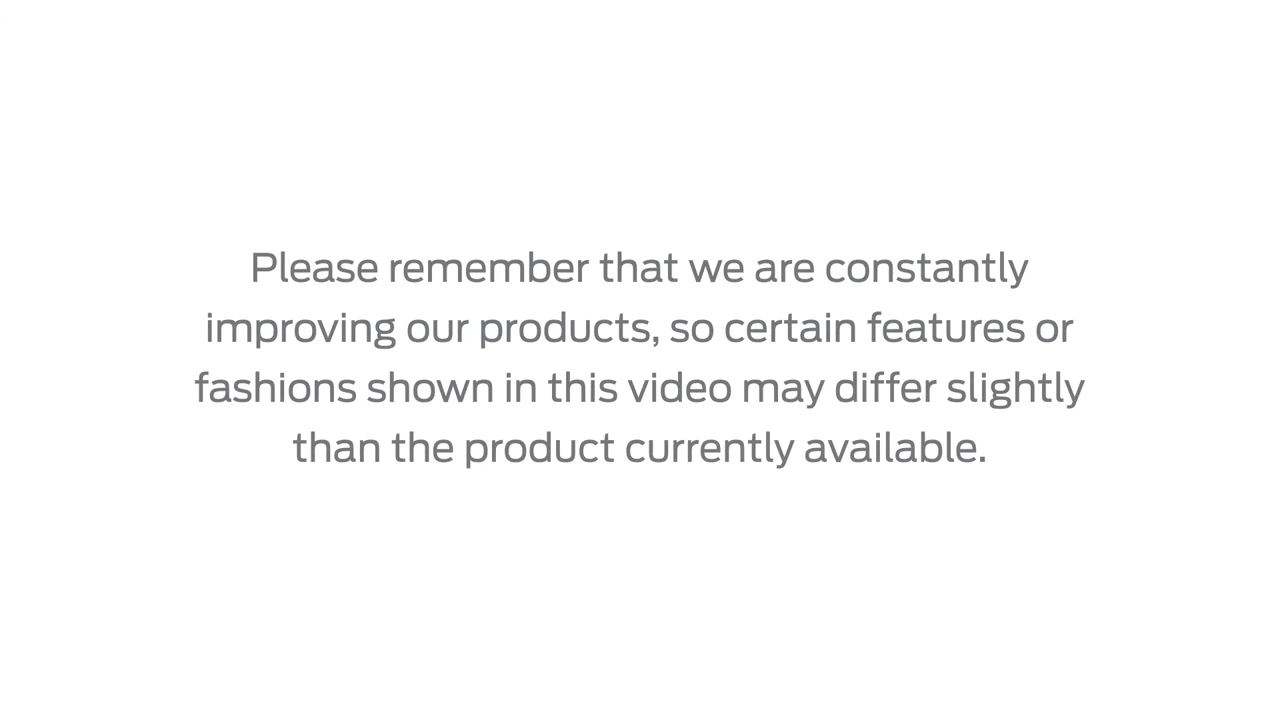 Please remember that we are constantly
improving our products, so certain features or
fashions shown in this video may differ slightly
than the product currently available.